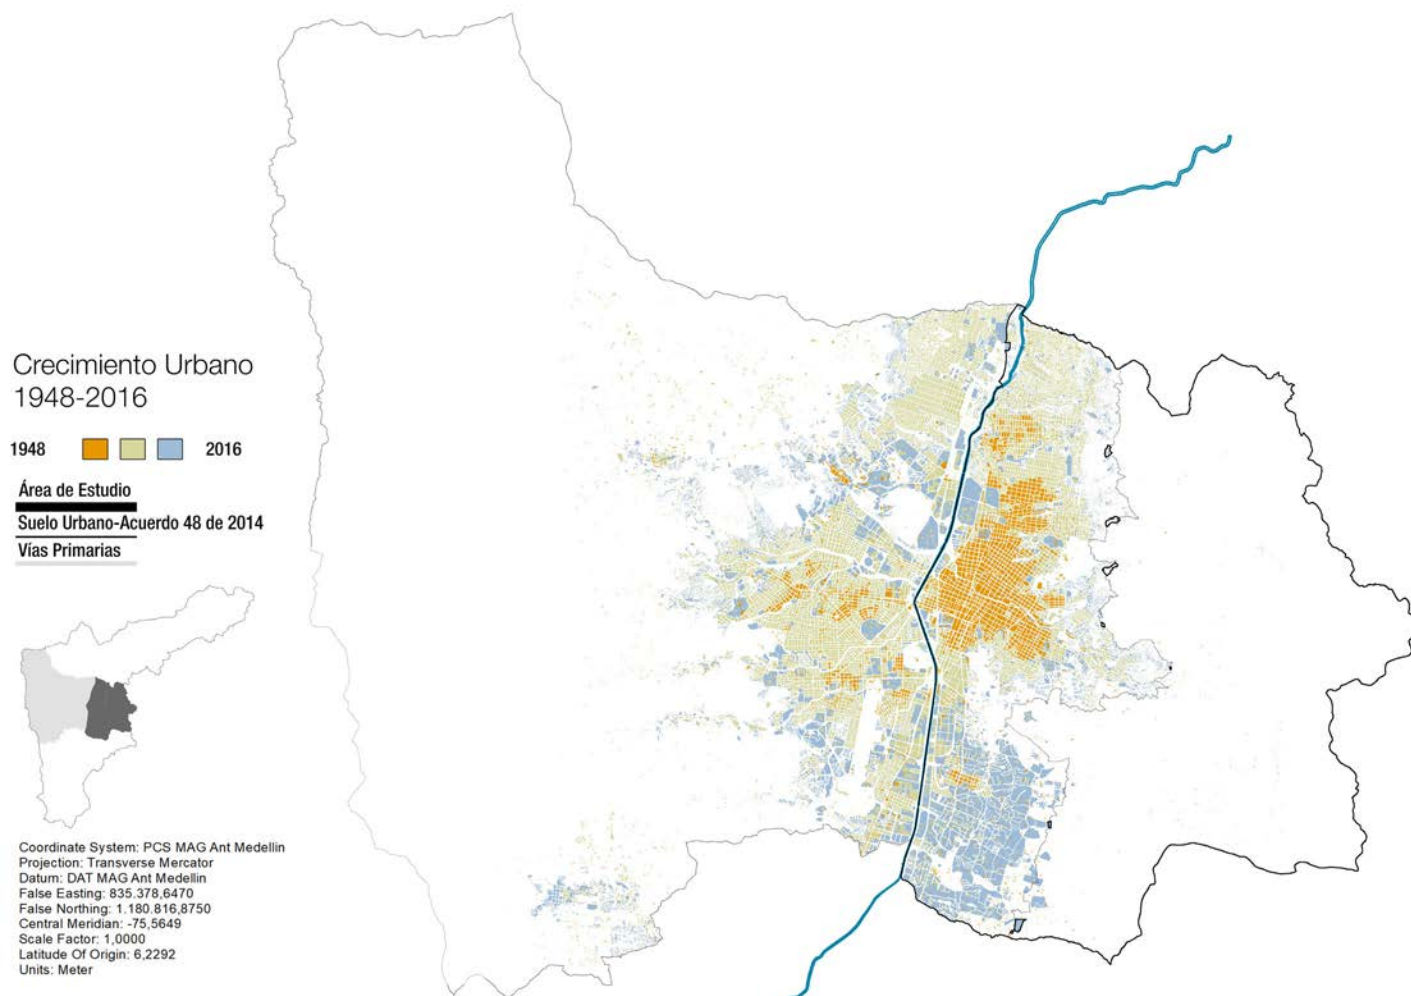 Crecimiento Urbano
1948-2016
1948 2016
Área de Estudio
Suelo Urbano-Acuerdo 48 de 2014
Vías Primarias
Coordinate System: PCS MAG Ant Medellin
Projection: Transverse Mercator
Datum: DAT MAG Ant Medellin
False Easting: 835.378,6470
False Northing: 1.180.816,8750
Central Meridian: -75,5649
Scale Factor: 1,0000
Latitude Of Origin: 6,2292
Units: Meter